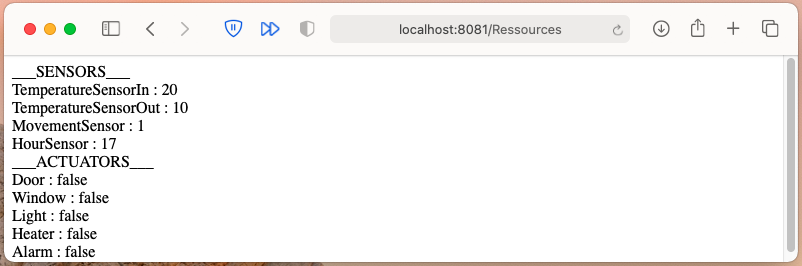 localhost:8081/Ressources
___SENSORS___
TemperatureSensorIn : 20
TemperatureSensorOut : 10
MovementSensor : 1
HourSensor : 17
___ACTUATORS___
Door : false
Window : false
Light : false
Heater : false
Alarm : false